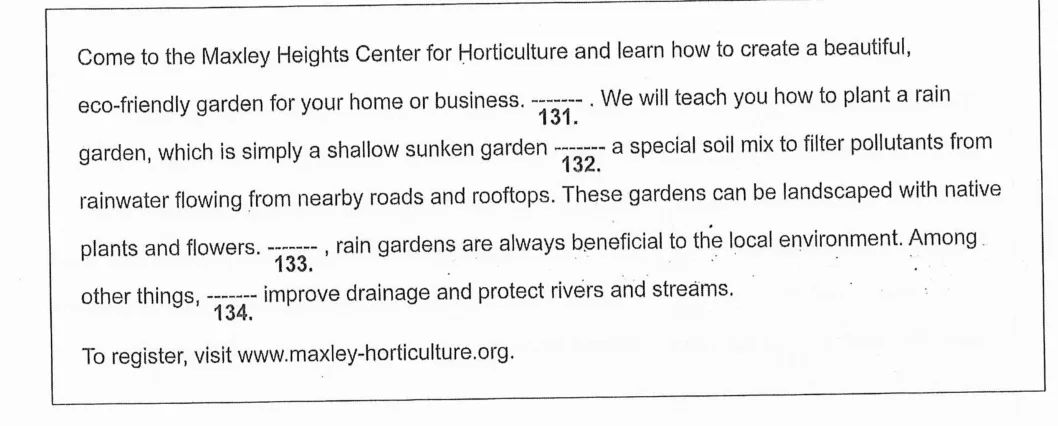 Come to the Maxley Heights Center for Horticulture and learn how to create a beautiful,
eco-friendly garden for your home or business. ------- . We will teach you how to plant a rain
131.
garden, which is simply a shallow sunken garden ------- a special soil mix to filter pollutants from
132.
rainwater flowing from nearby roads and rooftops. These gardens can be landscaped with native
plants and flowers. ------- , rain gardens are always beneficial to the local environment. Among
133.
other things, ------- improve drainage and protect rivers and streams.
134.
To register, visit www.maxley-horticulture.org.